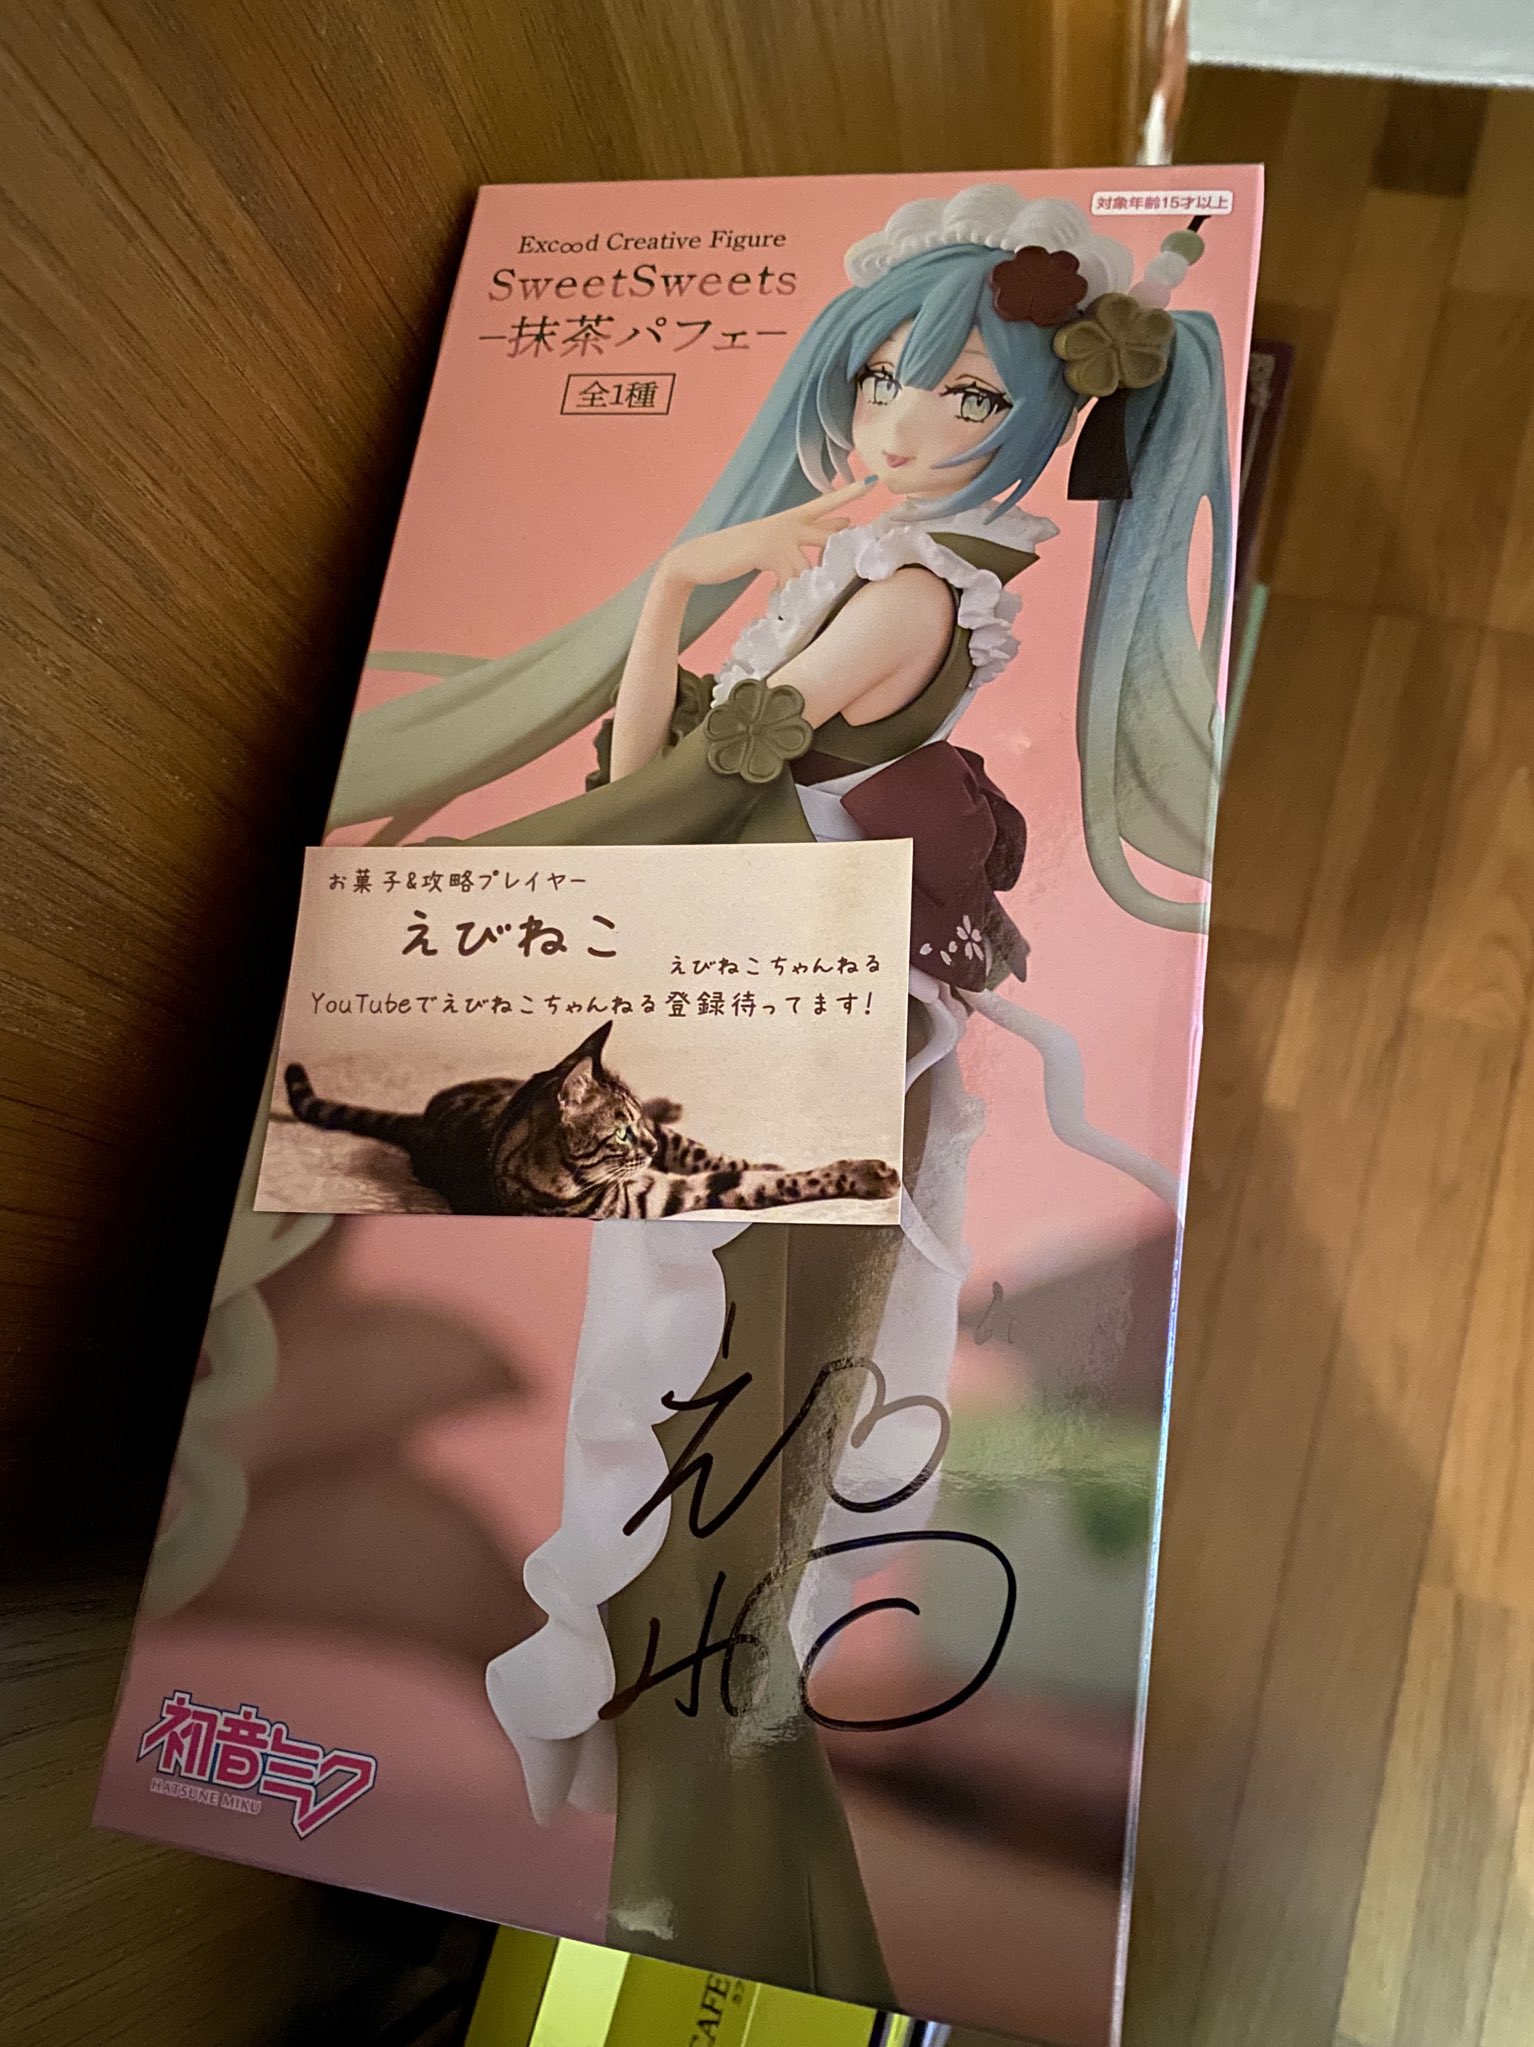 対象年齢15才以上
Exc∞d Creative Figure
SweetSweets
－抹茶パフェ－
全1種
お菓子&攻略プレイヤー
えびねこ
えびねこちゃんねる
YouTubeでえびねこちゃんねる登録待ってます!
初音ミク
HATSUNE MIKU
CAFE